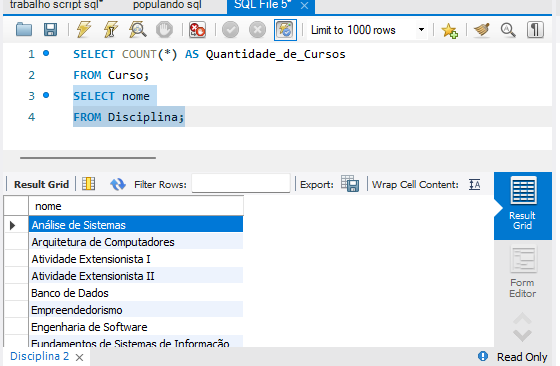 trabalho script sql* populando sql SQL File 5*
Limit to 1000 rows
1 SELECT COUNT(*) AS Quantidade_de_Cursos
2 FROM Curso;
3 SELECT nome
4 FROM Disciplina;
Result Grid Filter Rows: Export: Wrap Cell Content:
nome
Análise de Sistemas
Arquitetura de Computadores
Atividade Extensionista I
Atividade Extensionista II
Banco de Dados
Empreendedorismo
Engenharia de Software
Fundamentos de Sistemas de Informação
Result
Grid
Form
Editor
Disciplina 2 Read Only